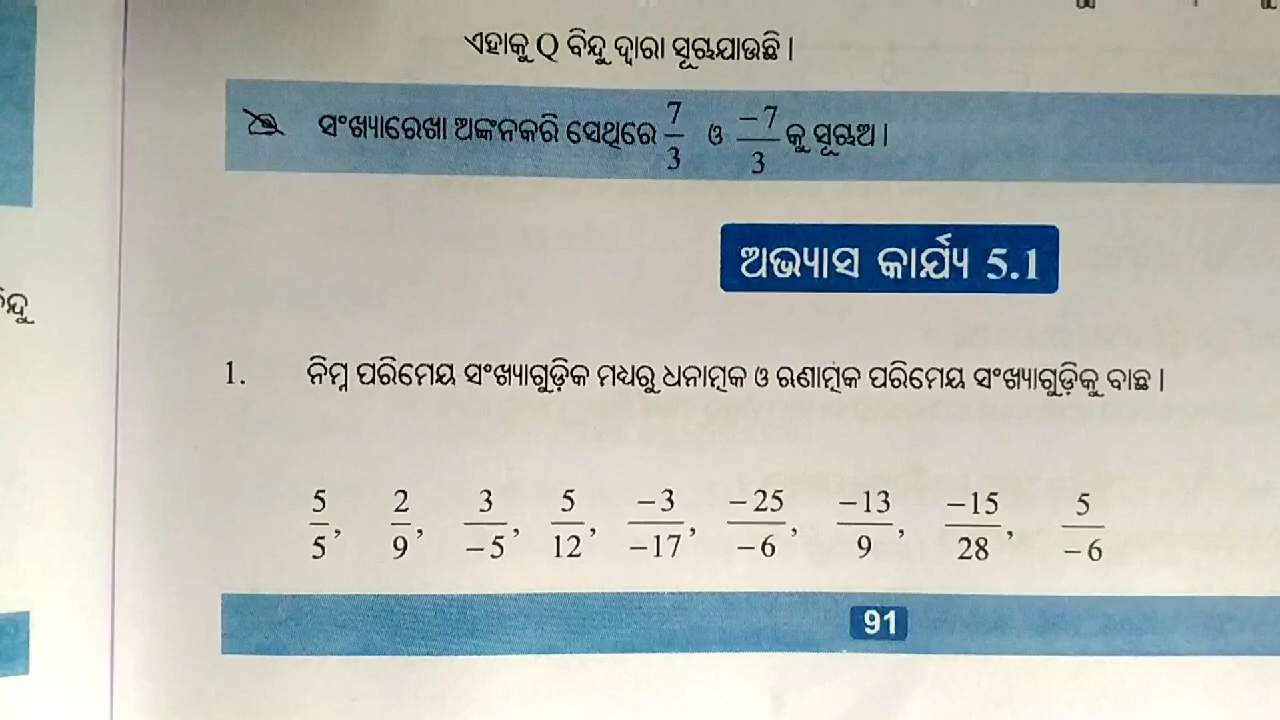 ଏହାକୁ Q ବିନ୍ଦୁ ଦ୍ୱାରା ସୂଚାଯାଉଛି ।
ସଂଖ୍ୟାରେଖା ଅଙ୍କନକରି ସେଥିରେ 7/3 ଓ -7/3 କୁ ସୂଚାଅ ।
ଅଭ୍ୟାସ କାର୍ଯ୍ୟ 5.1
1. ନିମ୍ନ ପରିମେୟ ସଂଖ୍ୟାଗୁଡ଼ିକ ମଧ୍ୟରୁ ଧନାତ୍ମକ ଓ ଋଣାତ୍ମକ ପରିମେୟ ସଂଖ୍ୟାଗୁଡ଼ିକୁ ବାଛ ।
5/5, 2/9, 3/-5, 5/12, -3/-17, -25/-6, -13/9, -15/28, 5/-6
91